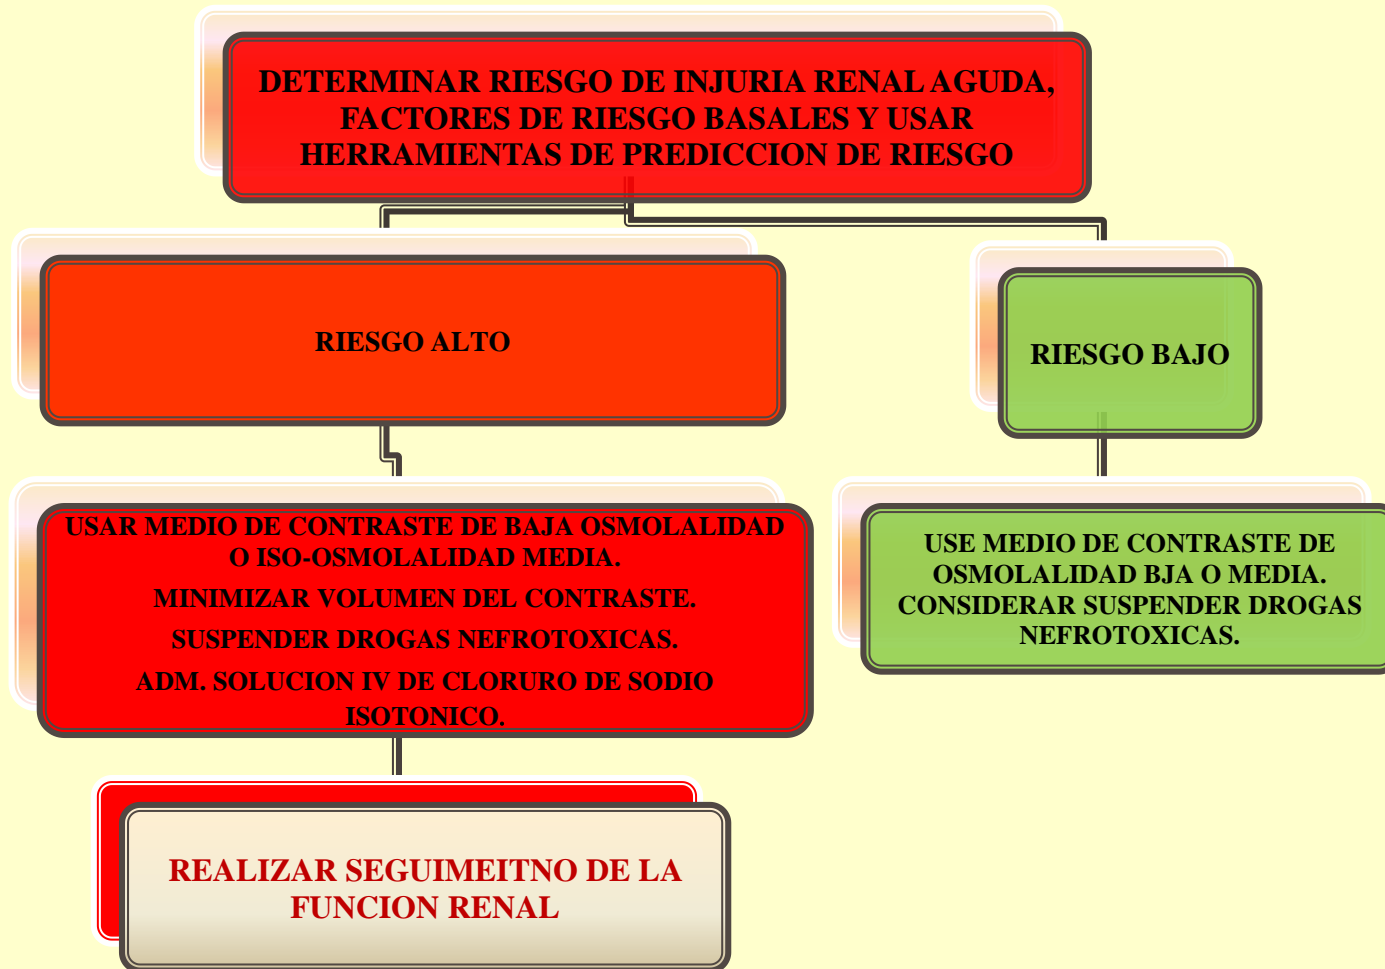 DETERMINAR RIESGO DE INJURIA RENAL AGUDA,
FACTORES DE RIESGO BASALES Y USAR
HERRAMIENTAS DE PREDICCION DE RIESGO
RIESGO ALTO
RIESGO BAJO
USAR MEDIO DE CONTRASTE DE BAJA OSMOLALIDAD
O ISO-OSMOLALIDAD MEDIA.
MINIMIZAR VOLUMEN DEL CONTRASTE.
SUSPENDER DROGAS NEFROTOXICAS.
ADM. SOLUCION IV DE CLORURO DE SODIO
ISOTONICO.
USE MEDIO DE CONTRASTE DE
OSMOLALIDAD BJA O MEDIA.
CONSIDERAR SUSPENDER DROGAS
NEFROTOXICAS.
REALIZAR SEGUIMEITNO DE LA
FUNCION RENAL